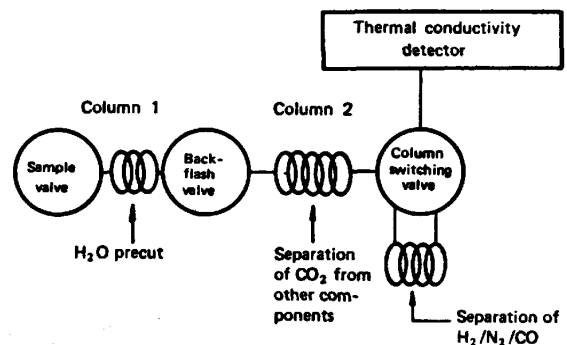 Thermal conductivity
detector
Column 1
Column 2
Sample
valve
Back-
flash
valve
Column
switching
valve
H₂O precut
Separation
of CO₂ from
other com-
ponents
Separation of
H₂/N₂/CO